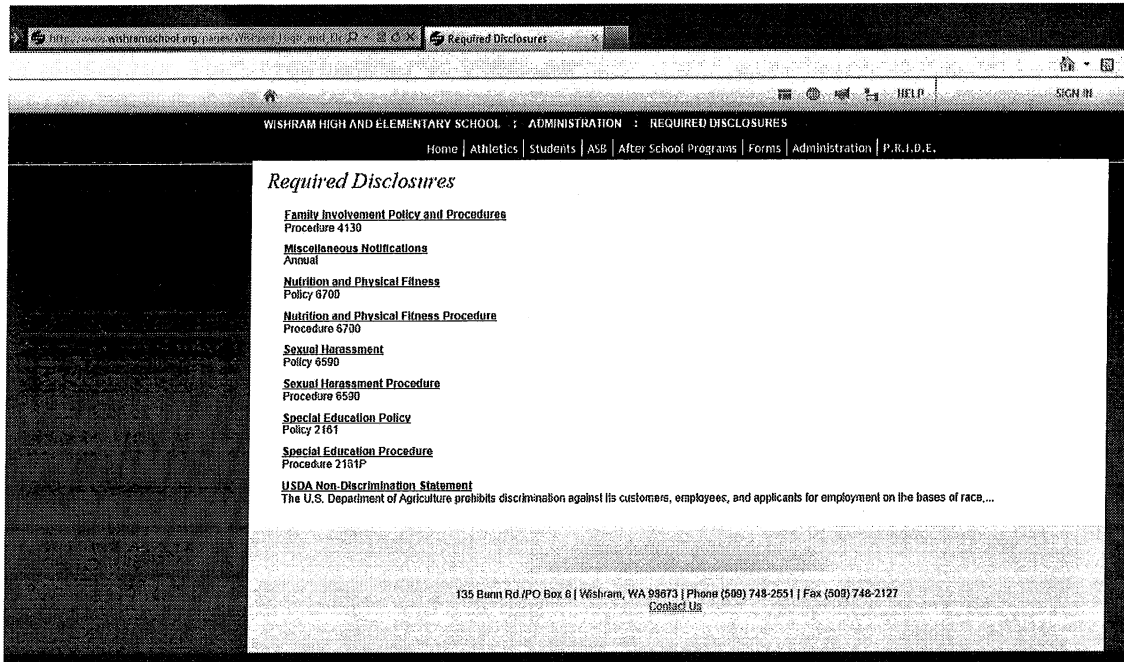 Required Disclosures
HELP
SIGN IN
WISHRAM HIGH AND ELEMENTARY SCHOOL : ADMINISTRATION : REQUIRED DISCLOSURES
Home | Athletics | Students | ASB | After School Programs | Forms | Administration | P.R.I.D.E.
Required Disclosures
Family Involvement Policy and Procedures
Procedure 4130
Miscellaneous Notifications
Annual
Nutrition and Physical Fitness
Policy 6700
Nutrition and Physical Fitness Procedure
Procedure 6700
Sexual Harassment
Policy 6590
Sexual Harassment Procedure
Procedure 6590
Special Education Policy
Policy 2161
Special Education Procedure
Procedure 2161P
USDA Non-Discrimination Statement
The U.S. Department of Agriculture prohibits discrimination against its customers, employees, and applicants for employment on the bases of race,...
135 Bunn Rd./PO Box 8 | Wishram, WA 98673 | Phone (509) 748-2551 | Fax (509) 748-2127
Contact Us